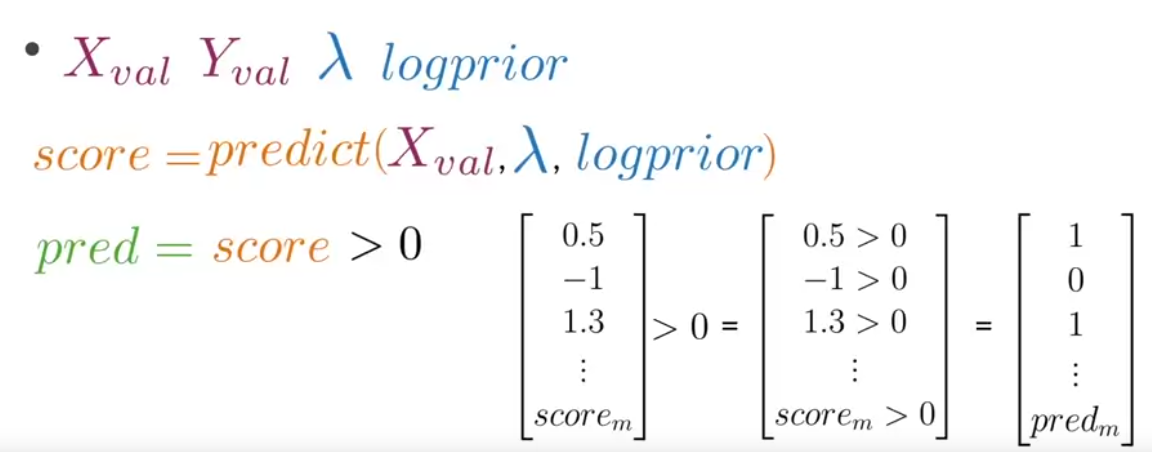 • X_val Y_val λ logprior
score = predict(X_val, λ, logprior)
pred = score > 0
[0.5 −1 1.3 ⋮ score_m] > 0 = [0.5 > 0 −1 > 0 1.3 > 0 ⋮ score_m > 0] = [1 0 1 ⋮ pred_m]